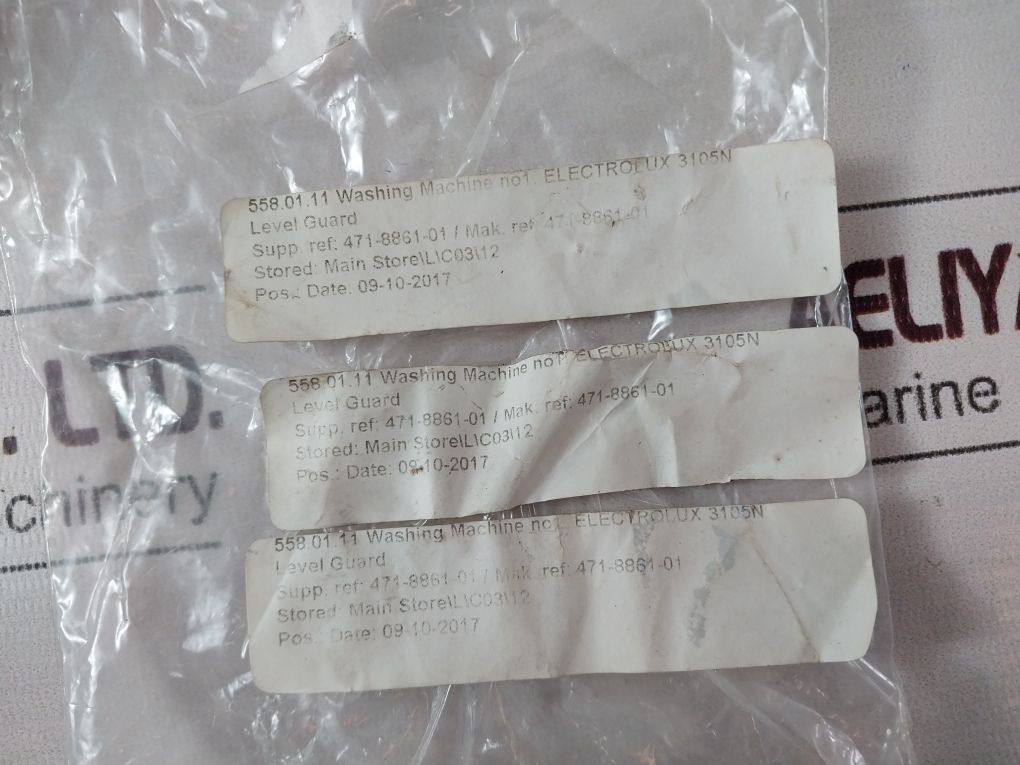 558.01.11 Washing Machine no1. ELECTROLUX 3105N
Level Guard
Supp. ref: 471-8861-01 / Mak. ref: 471-8861-01
Stored: Main Store\L\C03\12
Pos.: Date: 09-10-2017
558.01.11 Washing Machine no1. ELECTROLUX 3105N
Level Guard
Supp. ref: 471-8861-01 / Mak. ref: 471-8861-01
Stored: Main Store\L\C03\12
Pos.: Date: 09-10-2017
558.01.11 Washing Machine no1. ELECTROLUX 3105N
Level Guard
Supp. ref: 471-8861-01 / Mak. ref: 471-8861-01
Stored: Main Store\L\C03\12
Pos.: Date: 09-10-2017
. LTD.
chinery
AELIYA
arine